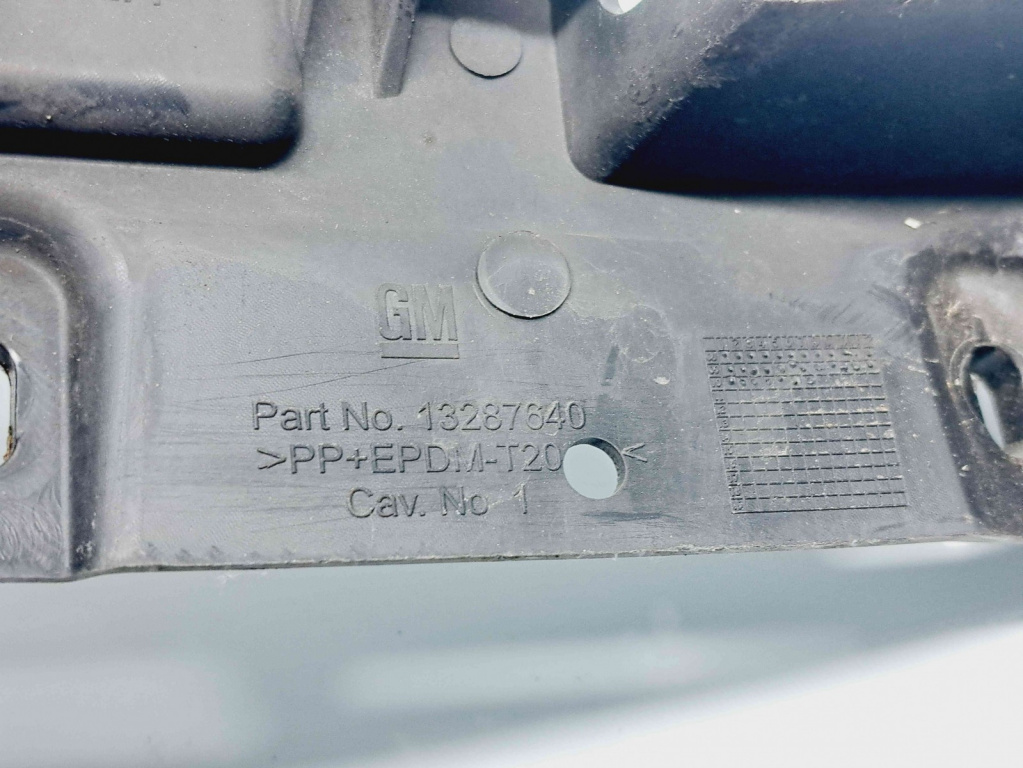 GM
Part No. 13287640
>PP+EPDM-T20 <
Cav. No 1